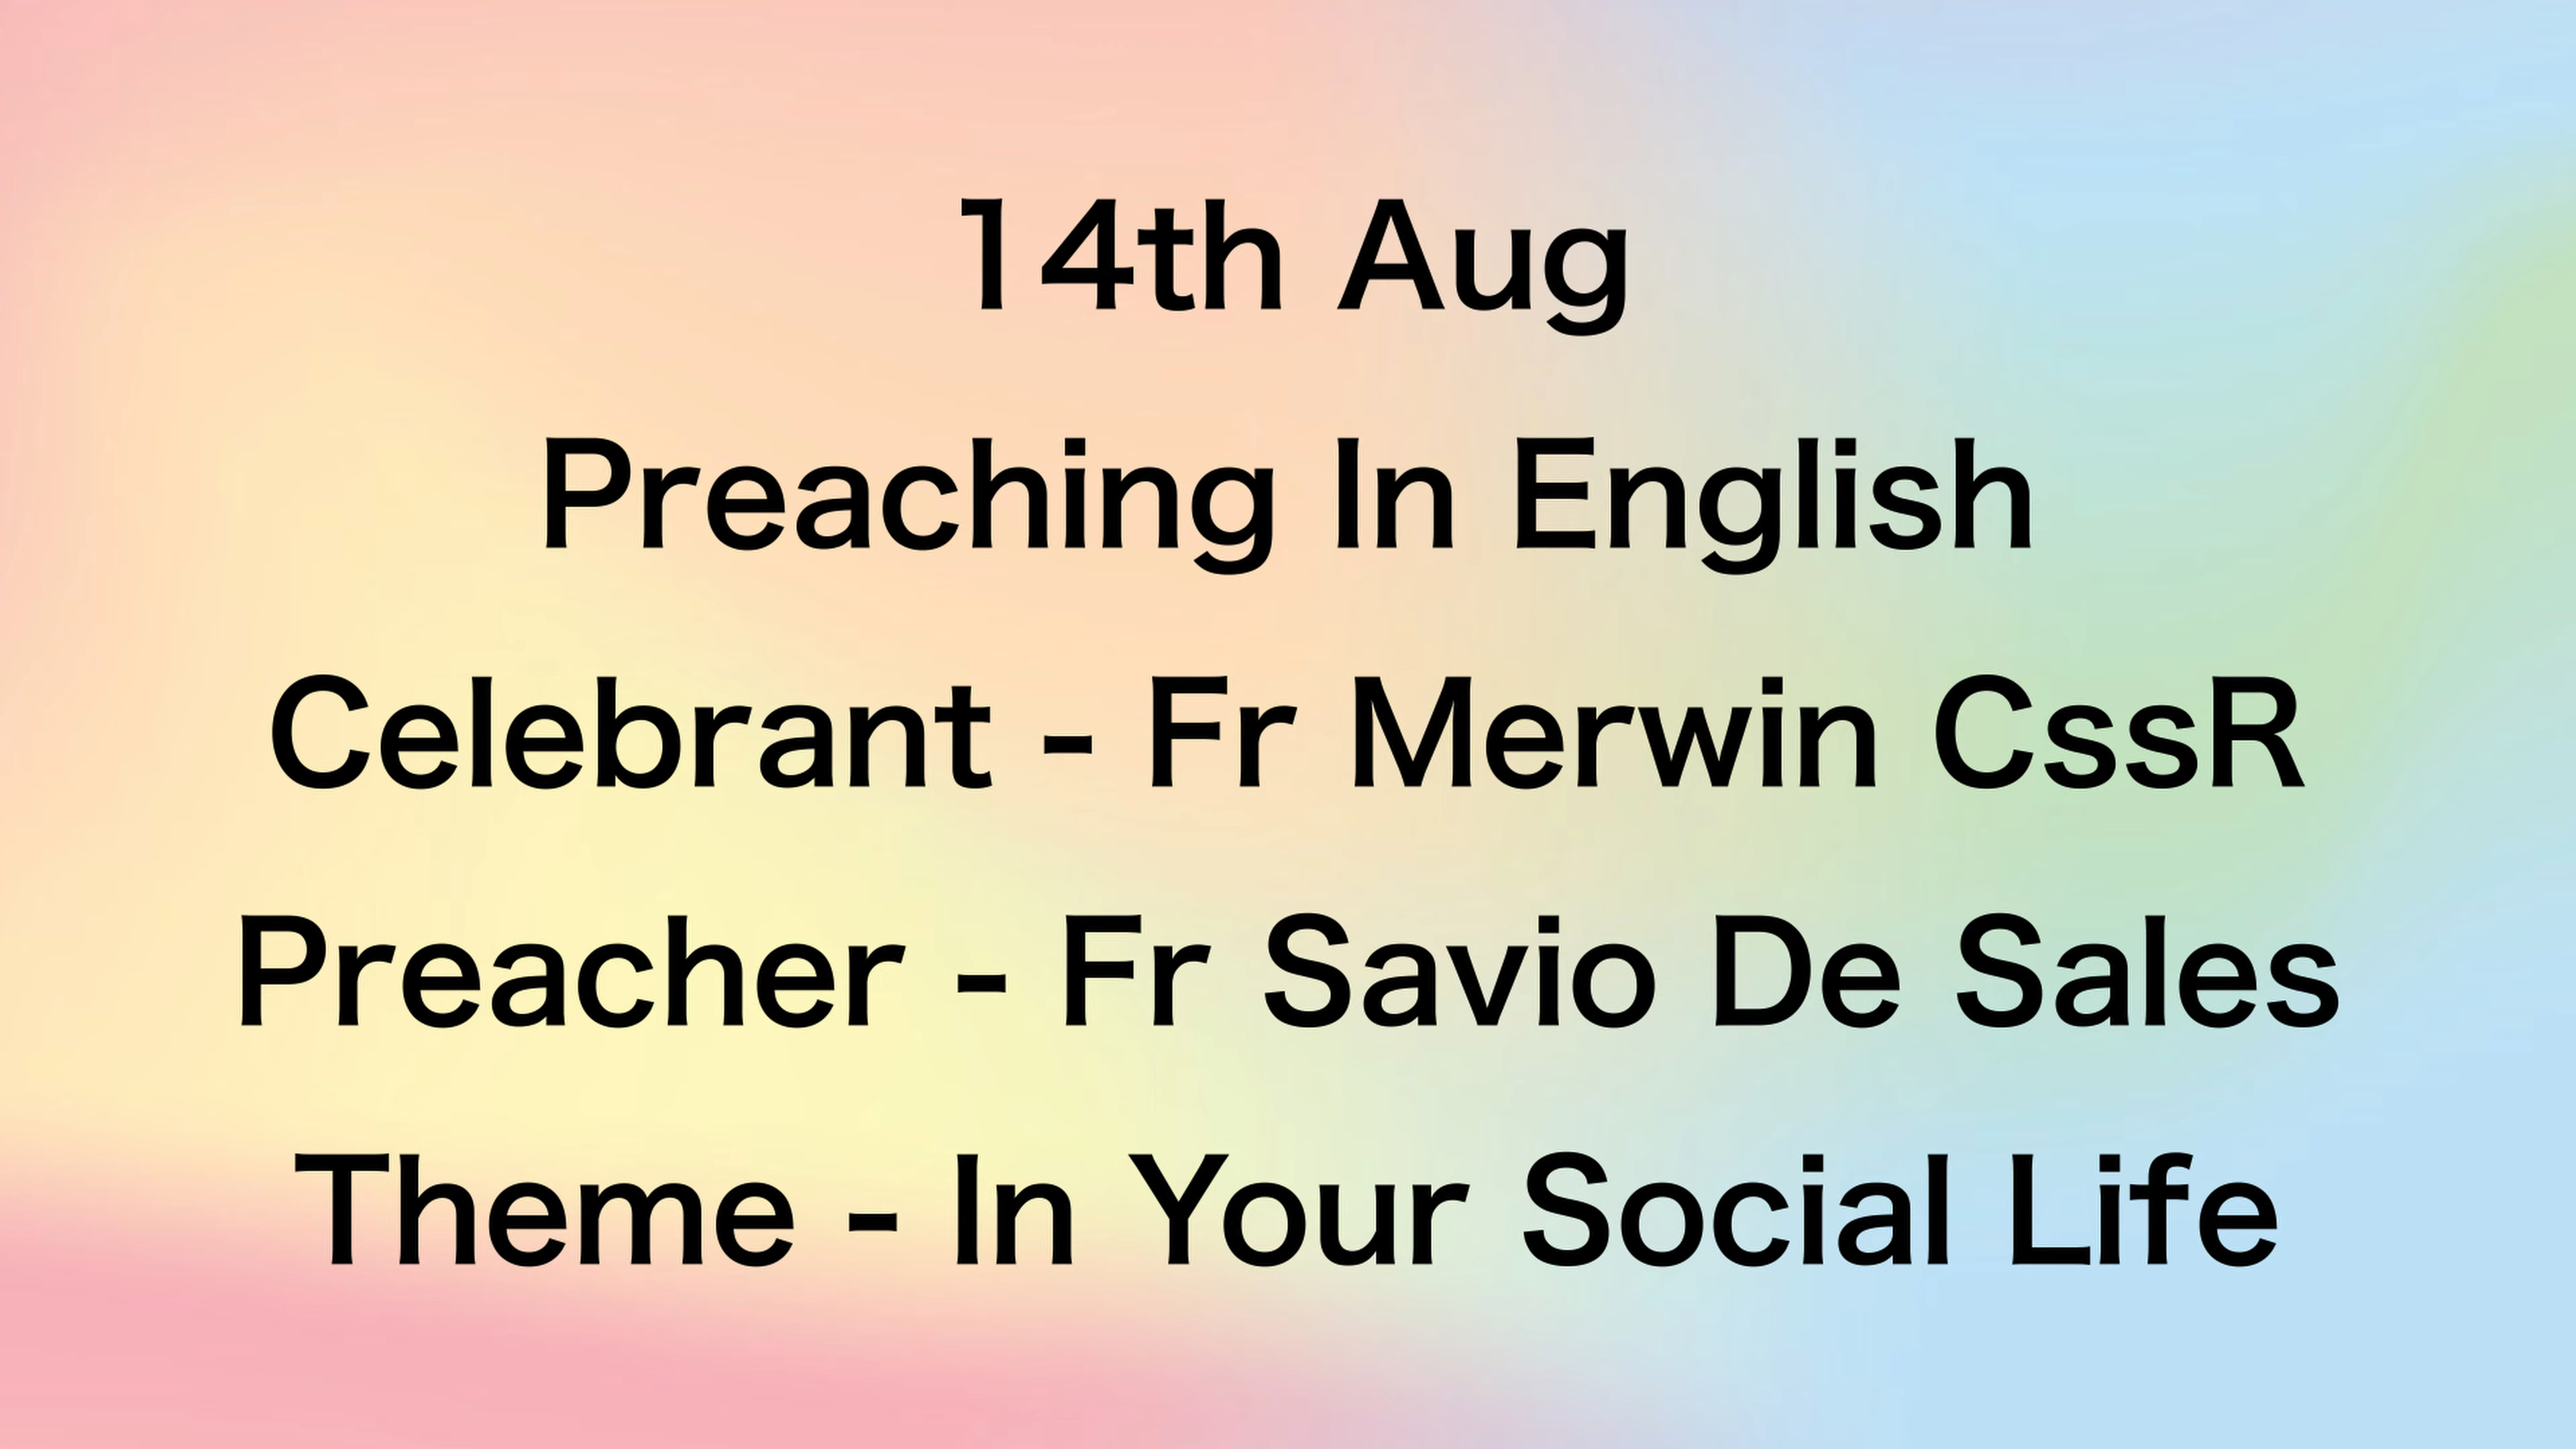 14th Aug
Preaching In English
Celebrant - Fr Merwin CssR
Preacher - Fr Savio De Sales
Theme - In Your Social Life